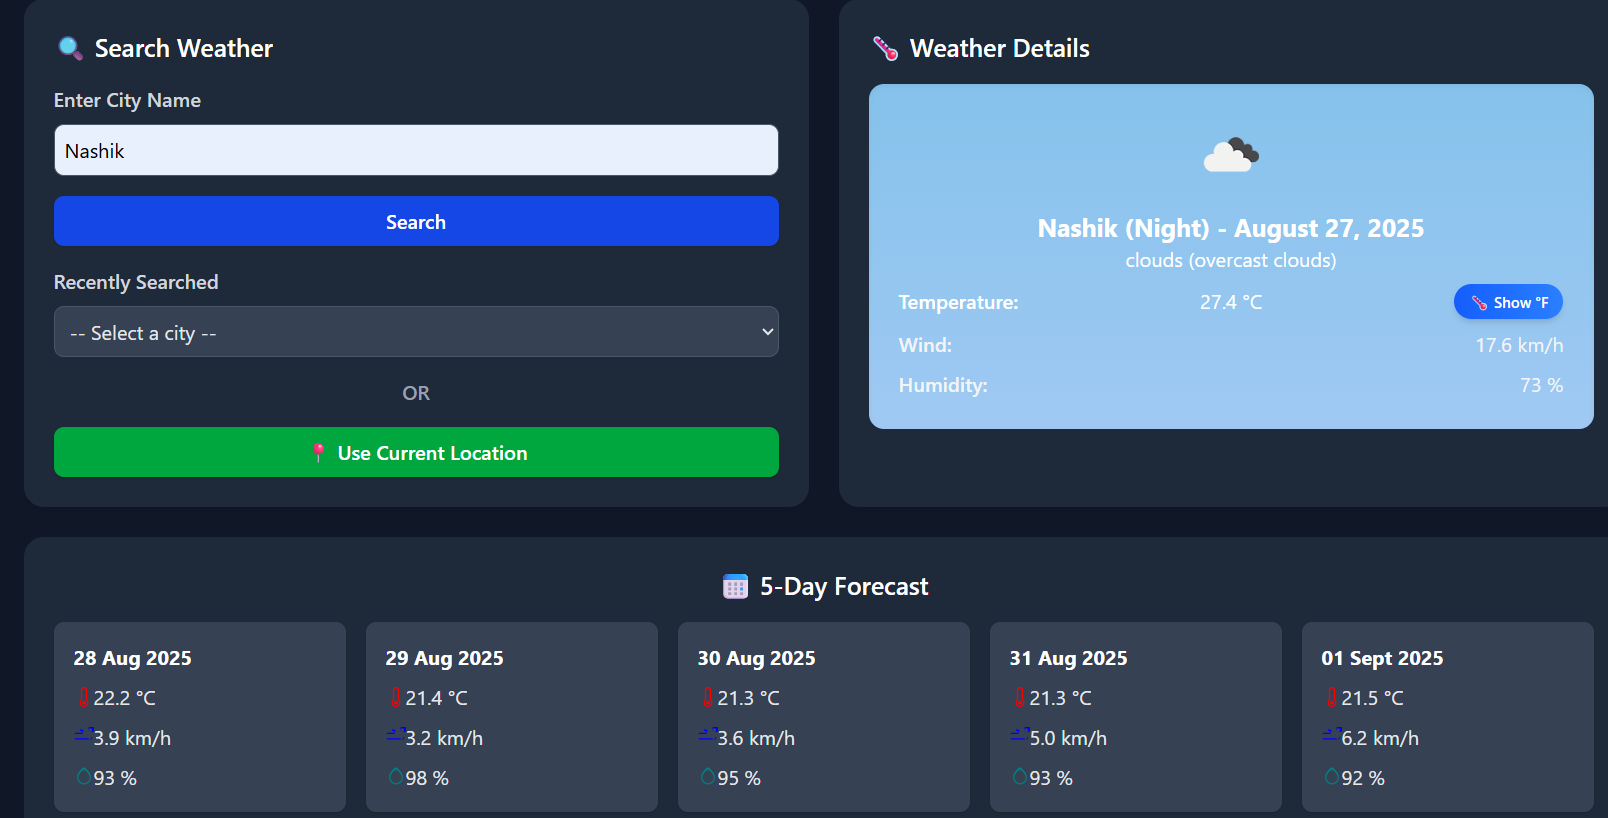 Search Weather
Enter City Name
Nashik
Search
Recently Searched
-- Select a city --
OR
Use Current Location
Weather Details
Nashik (Night) - August 27, 2025
clouds (overcast clouds)
Temperature: 27.4 °C Show °F
Wind: 17.6 km/h
Humidity: 73 %
5-Day Forecast
28 Aug 2025
22.2 °C
3.9 km/h
93 %
29 Aug 2025
21.4 °C
3.2 km/h
98 %
30 Aug 2025
21.3 °C
3.6 km/h
95 %
31 Aug 2025
21.3 °C
5.0 km/h
93 %
01 Sept 2025
21.5 °C
6.2 km/h
92 %